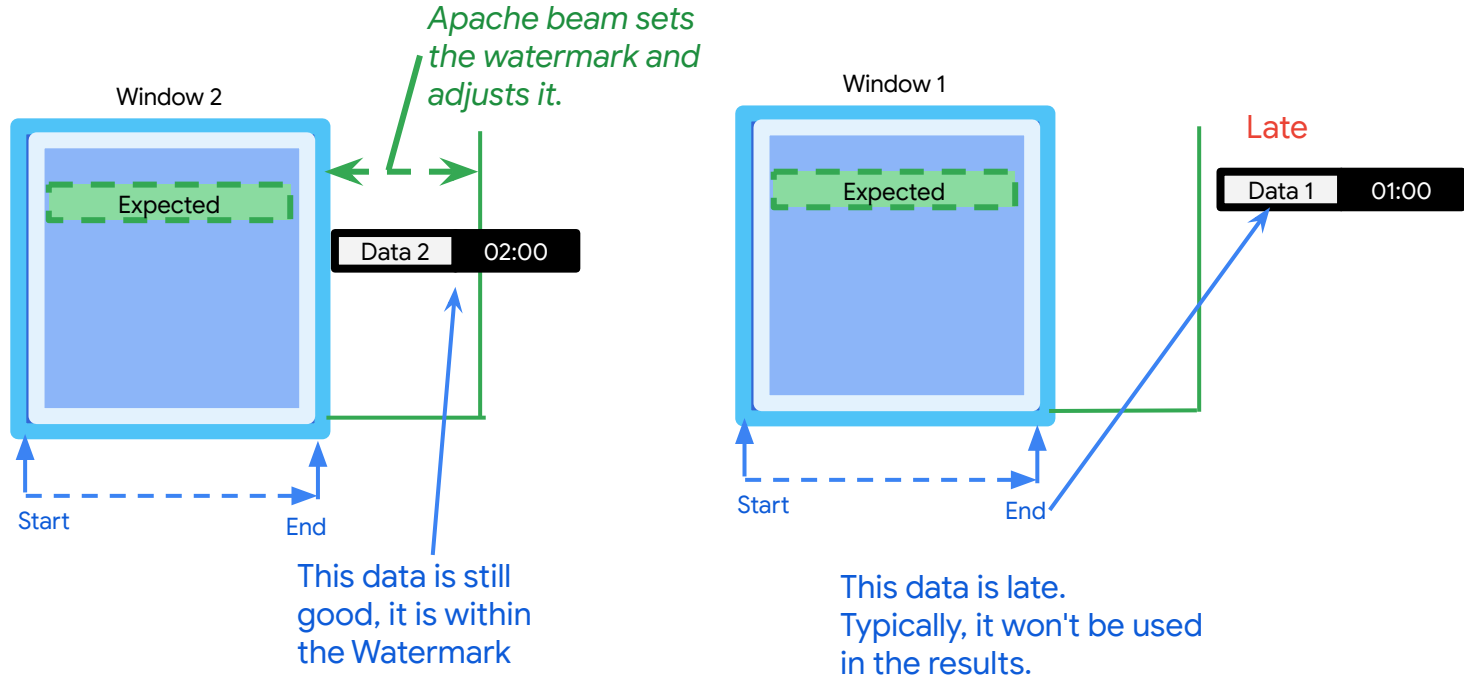 Apache beam sets
the watermark and
adjusts it.
Window 2
Expected
Data 2 02:00
Start
End
This data is still
good, it is within
the Watermark
Window 1
Late
Expected
Data 1 01:00
Start
End
This data is late.
Typically, it won't be used
in the results.